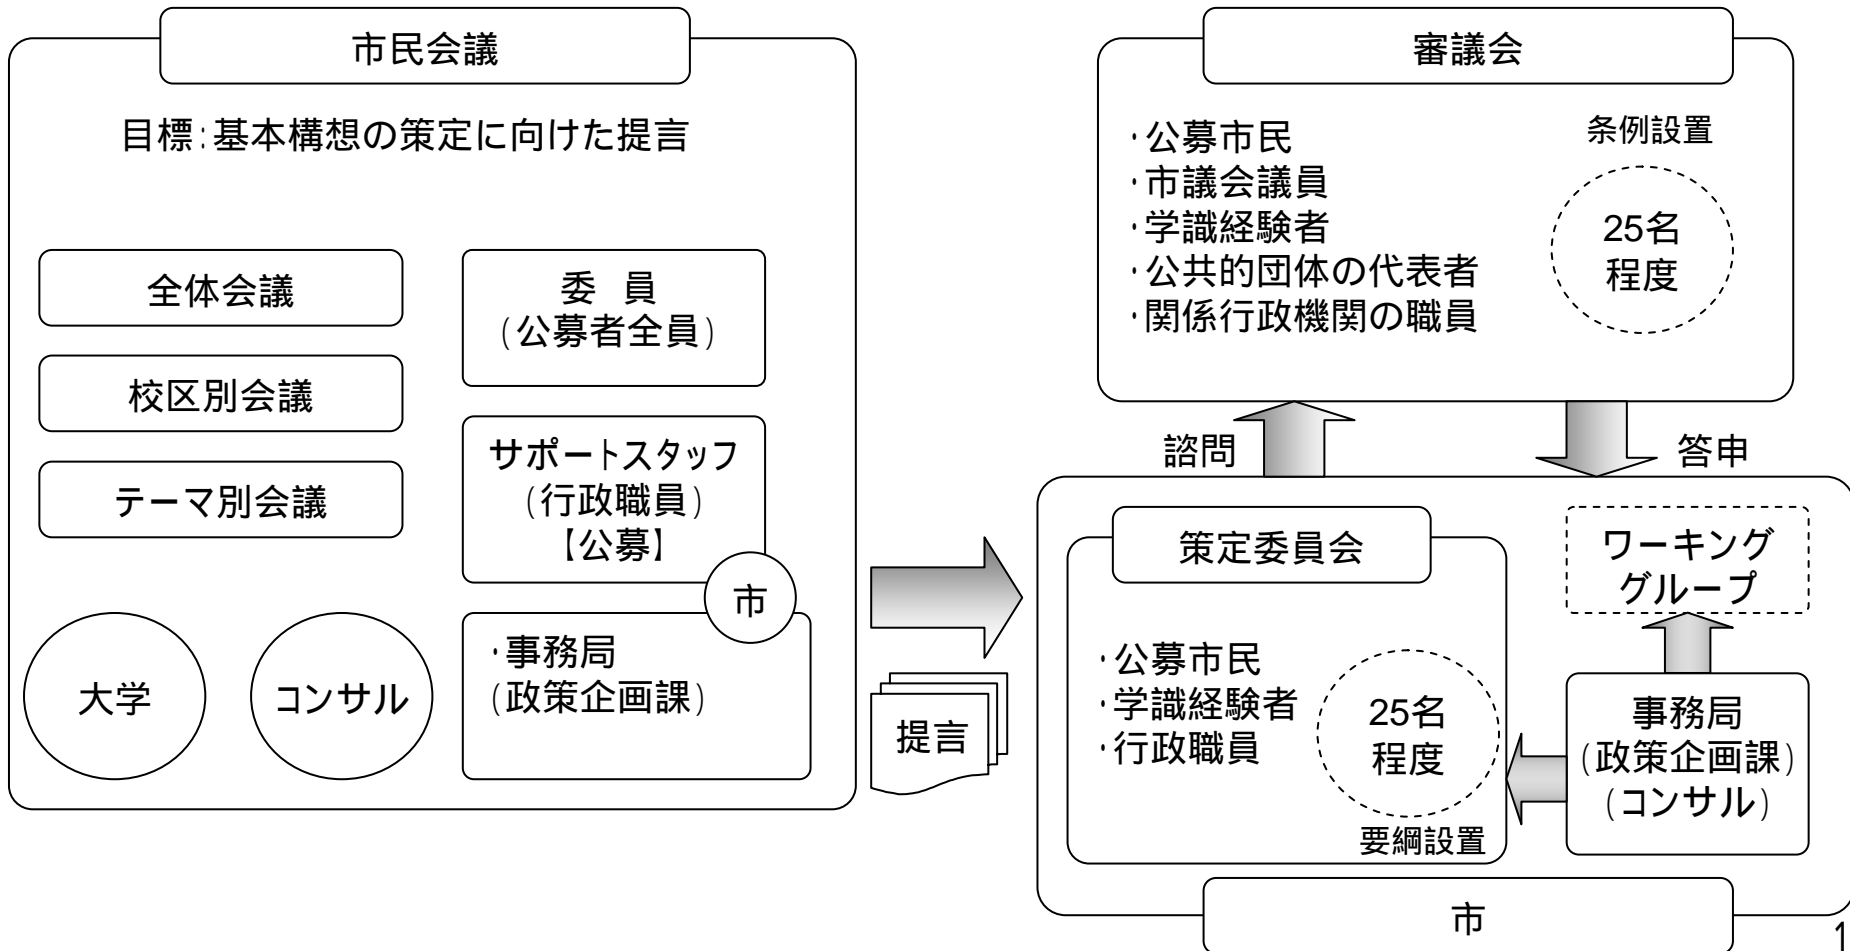 市民会議
目標:基本構想の策定に向けた提言
全体会議
校区別会議
テーマ別会議
委 員
(公募者全員)
サポートスタッフ
(行政職員)
【公募】
市
・事務局
(政策企画課)
大学
コンサル
提言
審議会
・公募市民
・市議会議員
・学識経験者
・公共的団体の代表者
・関係行政機関の職員
条例設置
25名
程度
諮問
答申
策定委員会
・公募市民
・学識経験者
・行政職員
25名
程度
要綱設置
ワーキング
グループ
事務局
(政策企画課)
(コンサル)
市
1